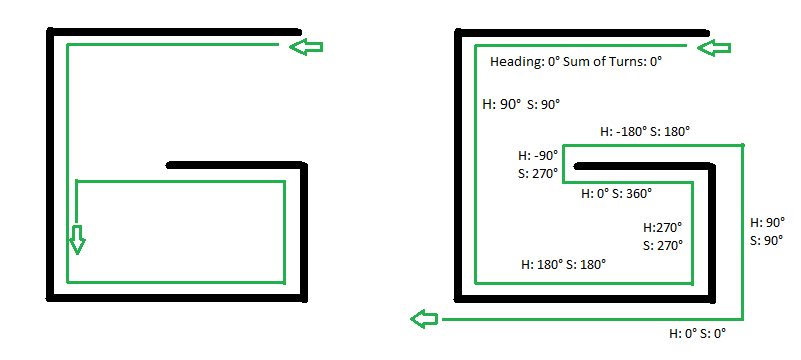 Heading: 0° Sum of Turns: 0°
H: 90° S: 90°
H: -180° S: 180°
H: -90°
S: 270°
H: 0° S: 360°
H:270°
S: 270°
H: 90°
S: 90°
H: 180° S: 180°
H: 0° S: 0°